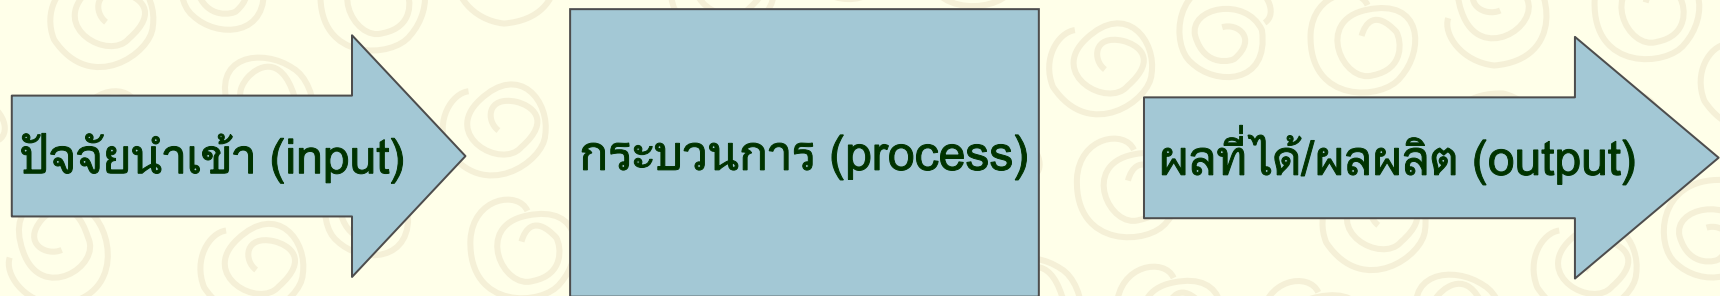 ปัจจัยนำเข้า (input)
กระบวนการ (process)
ผลที่ได้/ผลผลิต (output)